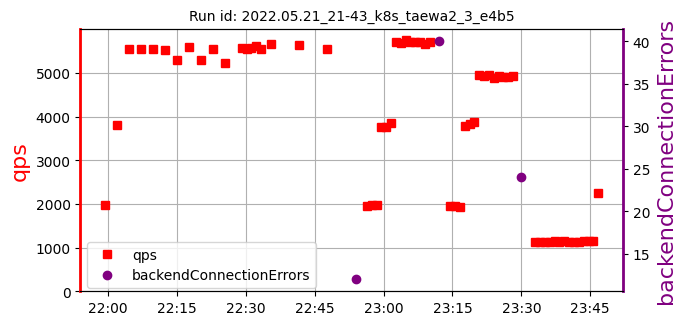 Run id: 2022.05.21_21-43_k8s_taewa2_3_e4b5
qps
5000
4000
3000
2000
1000
0
40
35
30
25
20
15
backendConnectionErrors
qps
backendConnectionErrors
22:00 22:15 22:30 22:45 23:00 23:15 23:30 23:45